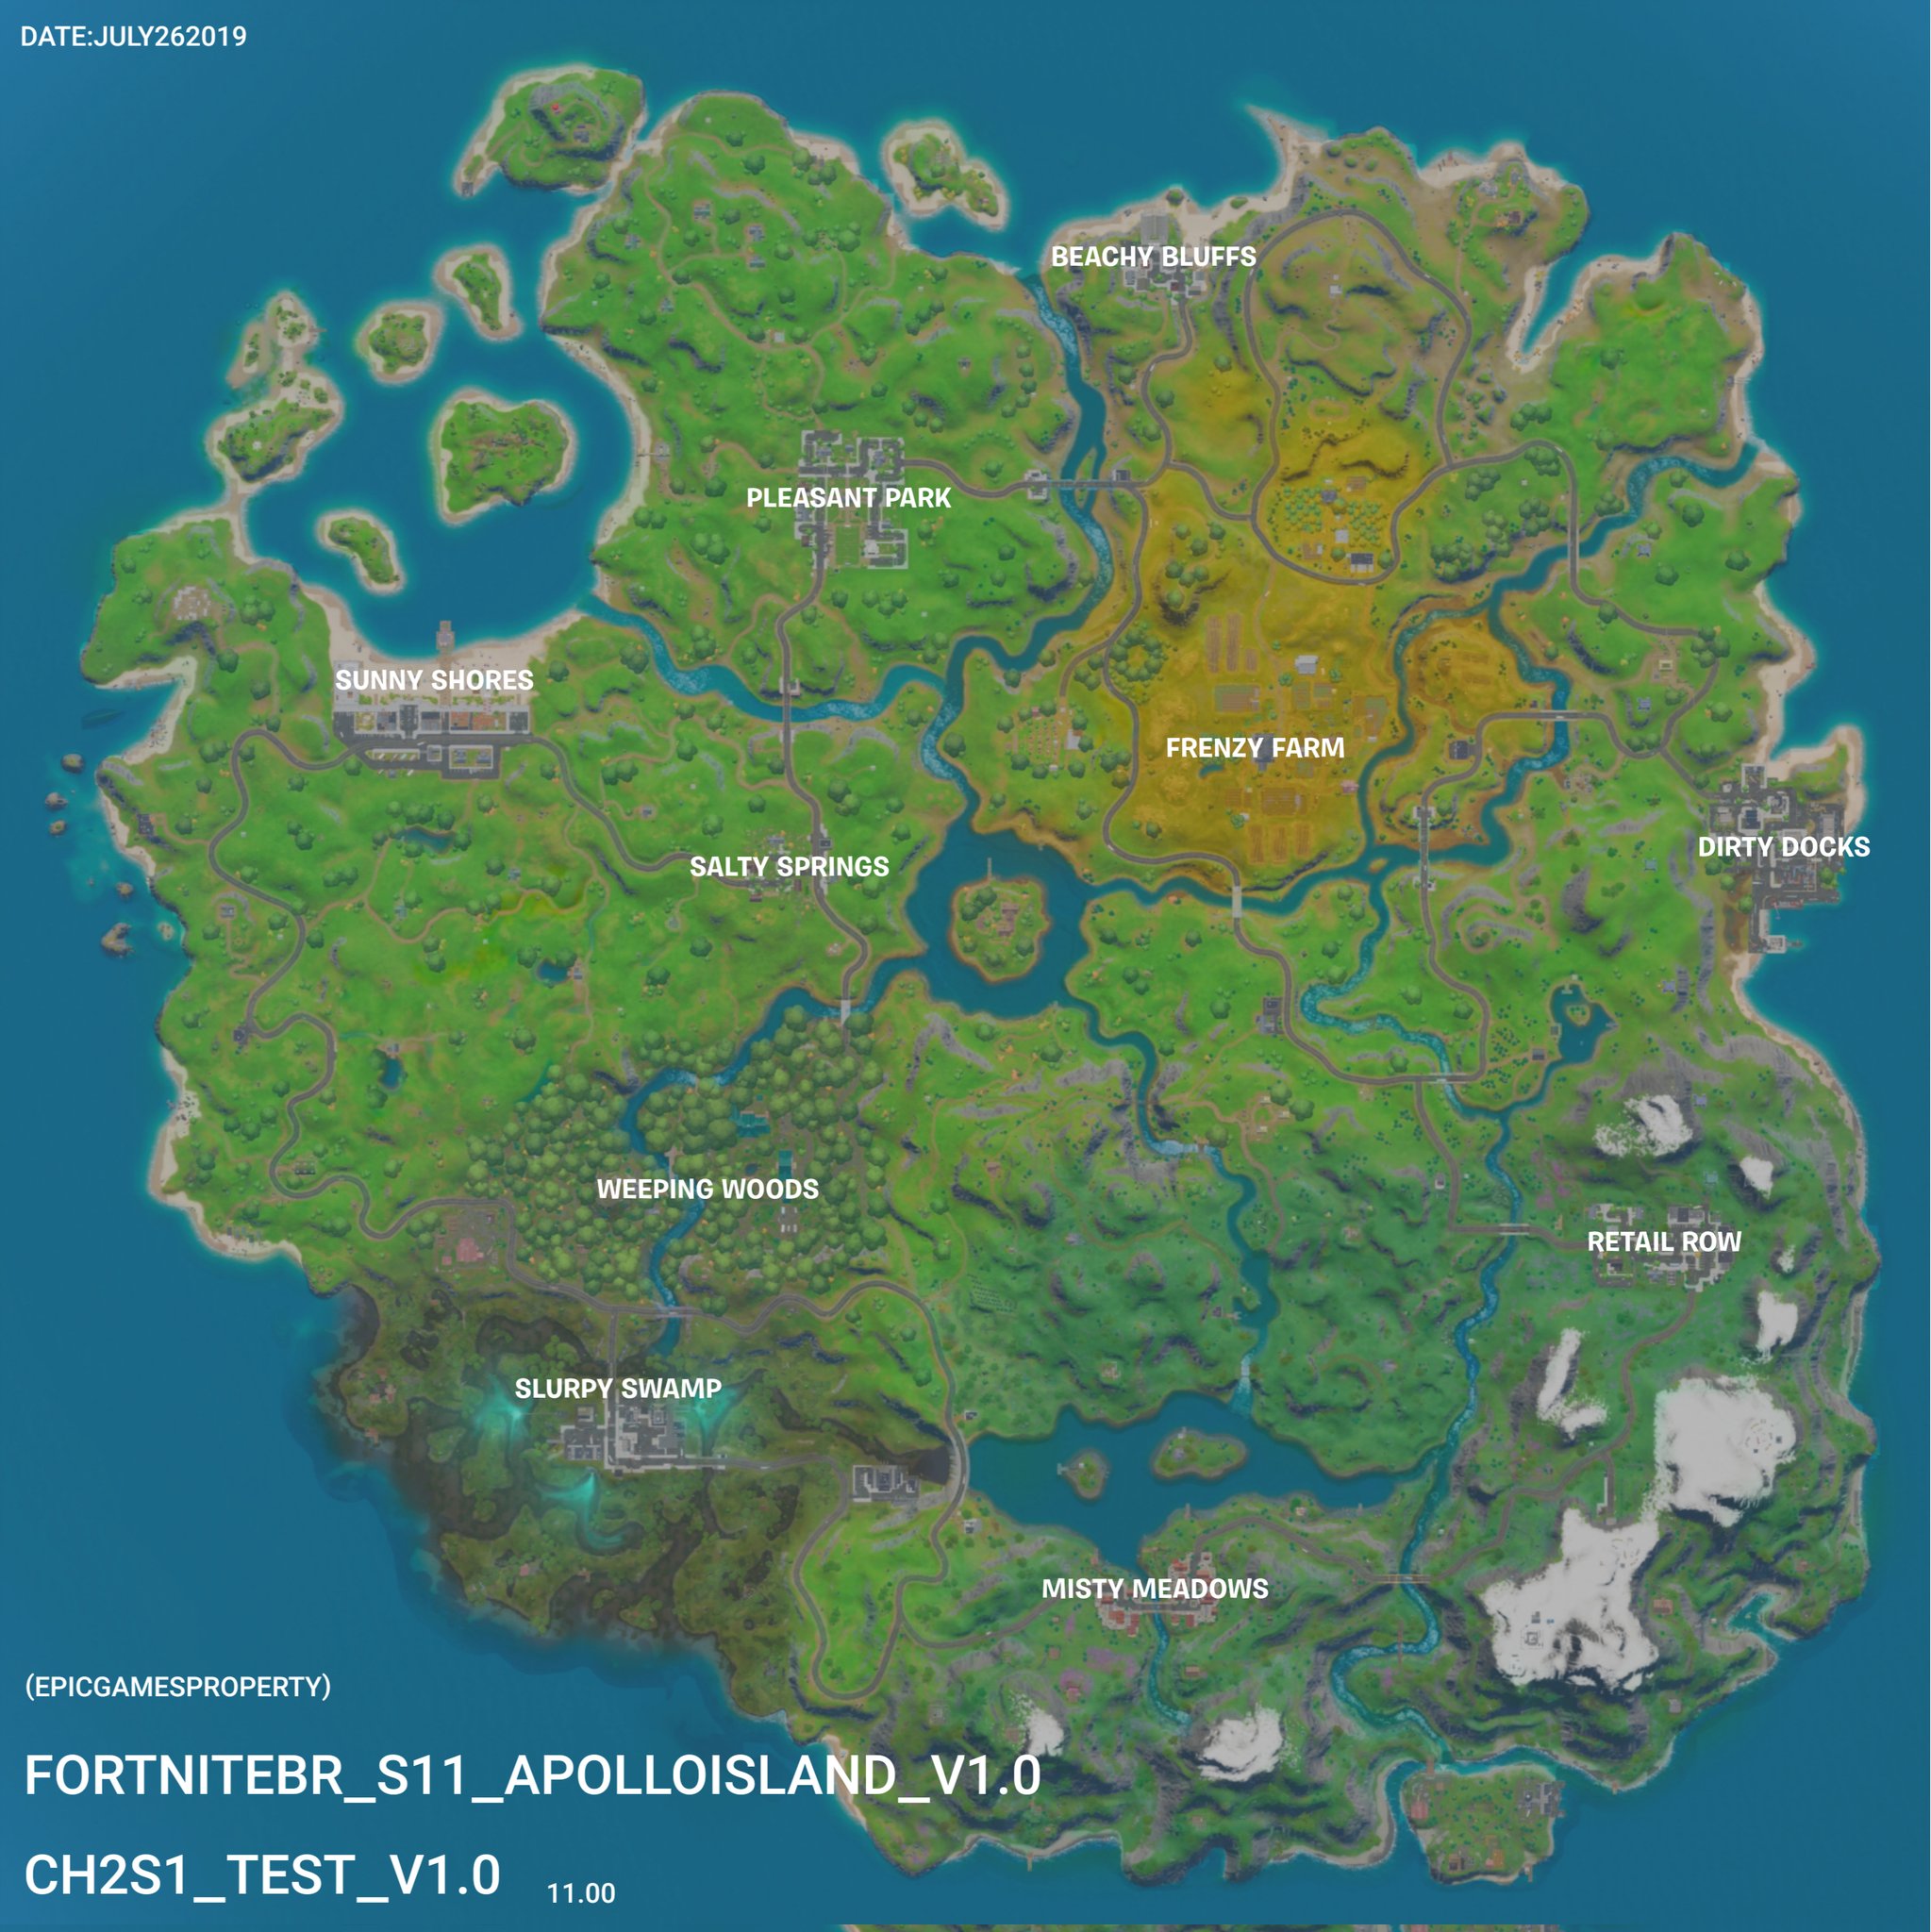 DATE:JULY262019
BEACHY BLUFFS
PLEASANT PARK
SUNNY SHORES
FRENZY FARM
DIRTY DOCKS
SALTY SPRINGS
WEEPING WOODS
RETAIL ROW
SLURPY SWAMP
MISTY MEADOWS
(EPICGAMESPROPERTY)
FORTNITEBR_S11_APOLLOISLAND_V1.0
CH2S1_TEST_V1.0
11.00